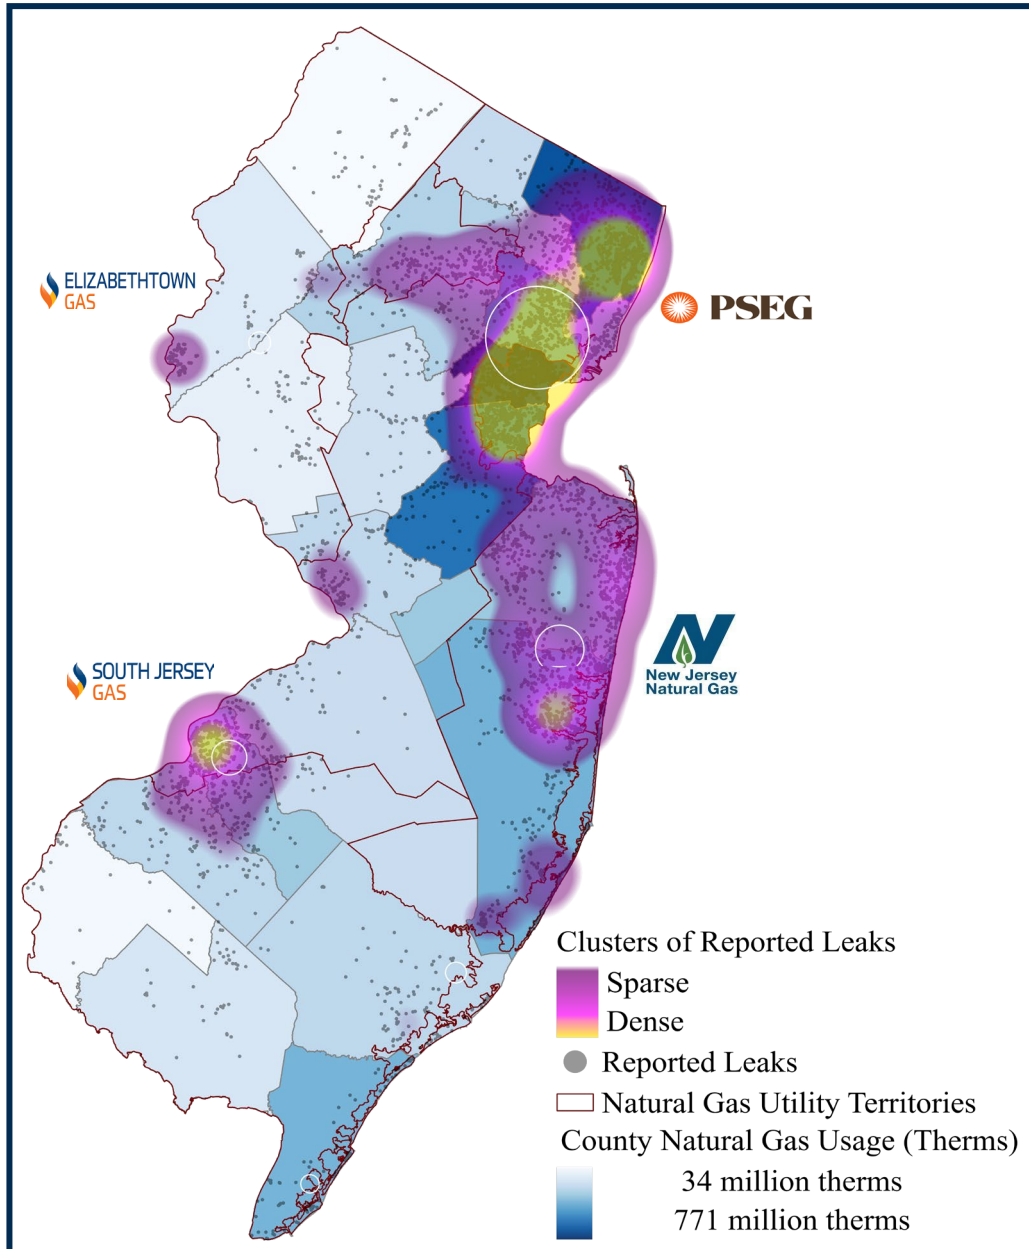 ELIZABETHTOWN
GAS
PSEG
SOUTH JERSEY
GAS
New Jersey
Natural Gas
Clusters of Reported Leaks
Sparse
Dense
Reported Leaks
Natural Gas Utility Territories
County Natural Gas Usage (Therms)
34 million therms
771 million therms